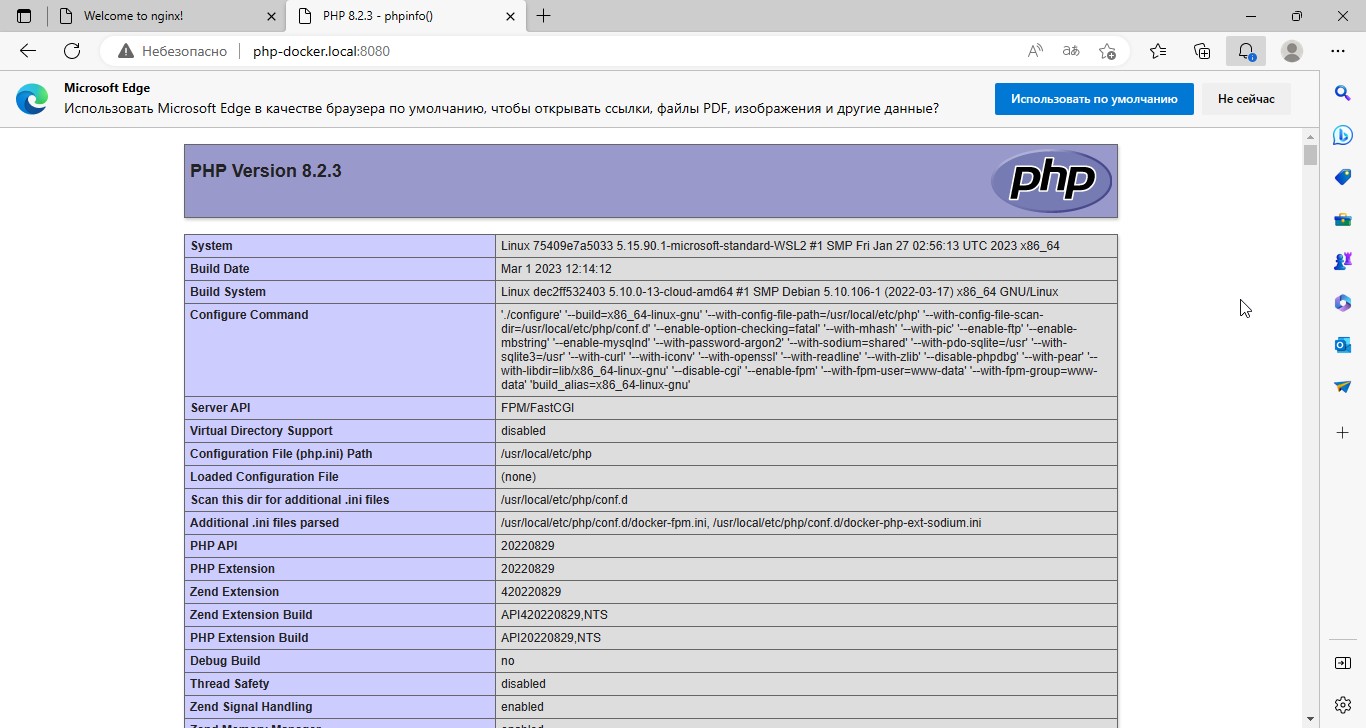 Welcome to nginx!
PHP 8.2.3 - phpinfo()
Небезопасно
php-docker.local:8080
аあ
Microsoft Edge
Использовать Microsoft Edge в качестве браузера по умолчанию, чтобы открывать ссылки, файлы PDF, изображения и другие данные?
Использовать по умолчанию
Не сейчас
PHP Version 8.2.3
php
System
Linux 75409e7a5033 5.15.90.1-microsoft-standard-WSL2 #1 SMP Fri Jan 27 02:56:13 UTC 2023 x86_64
Build Date
Mar 1 2023 12:14:12
Build System
Linux dec2ff532403 5.10.0-13-cloud-amd64 #1 SMP Debian 5.10.106-1 (2022-03-17) x86_64 GNU/Linux
Configure Command
'./configure' '--build=x86_64-linux-gnu' '--with-config-file-path=/usr/local/etc/php' '--with-config-file-scan-
dir=/usr/local/etc/php/conf.d' '--enable-option-checking=fatal' '--with-mhash' '--with-pic' '--enable-ftp' '--enable-
mbstring' '--enable-mysqlnd' '--with-password-argon2' '--with-sodium=shared' '--with-pdo-sqlite=/usr' '--with-
sqlite3=/usr' '--with-curl' '--with-iconv' '--with-openssl' '--with-readline' '--with-zlib' '--disable-phpdbg' '--with-pear' '--
with-libdir=lib/x86_64-linux-gnu' '--disable-cgi' '--enable-fpm' '--with-fpm-user=www-data' '--with-fpm-group=www-
data' 'build_alias=x86_64-linux-gnu'
Server API
FPM/FastCGI
Virtual Directory Support
disabled
Configuration File (php.ini) Path
/usr/local/etc/php
Loaded Configuration File
(none)
Scan this dir for additional .ini files
/usr/local/etc/php/conf.d
Additional .ini files parsed
/usr/local/etc/php/conf.d/docker-fpm.ini, /usr/local/etc/php/conf.d/docker-php-ext-sodium.ini
PHP API
20220829
PHP Extension
20220829
Zend Extension
420220829
Zend Extension Build
API420220829,NTS
PHP Extension Build
API20220829,NTS
Debug Build
no
Thread Safety
disabled
Zend Signal Handling
enabled
Zend Memory Manager
enabled